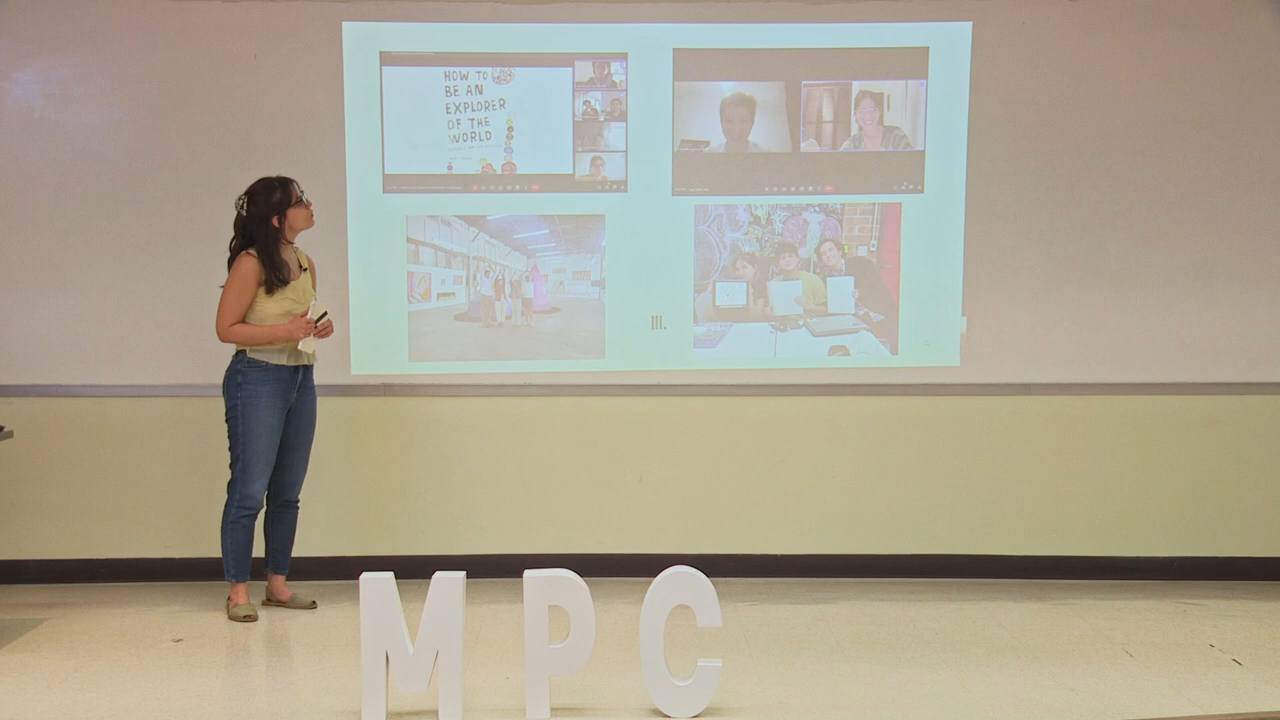 HOW TO
BE AN
EXPLORER
OF THE
WORLD
III.
MPC